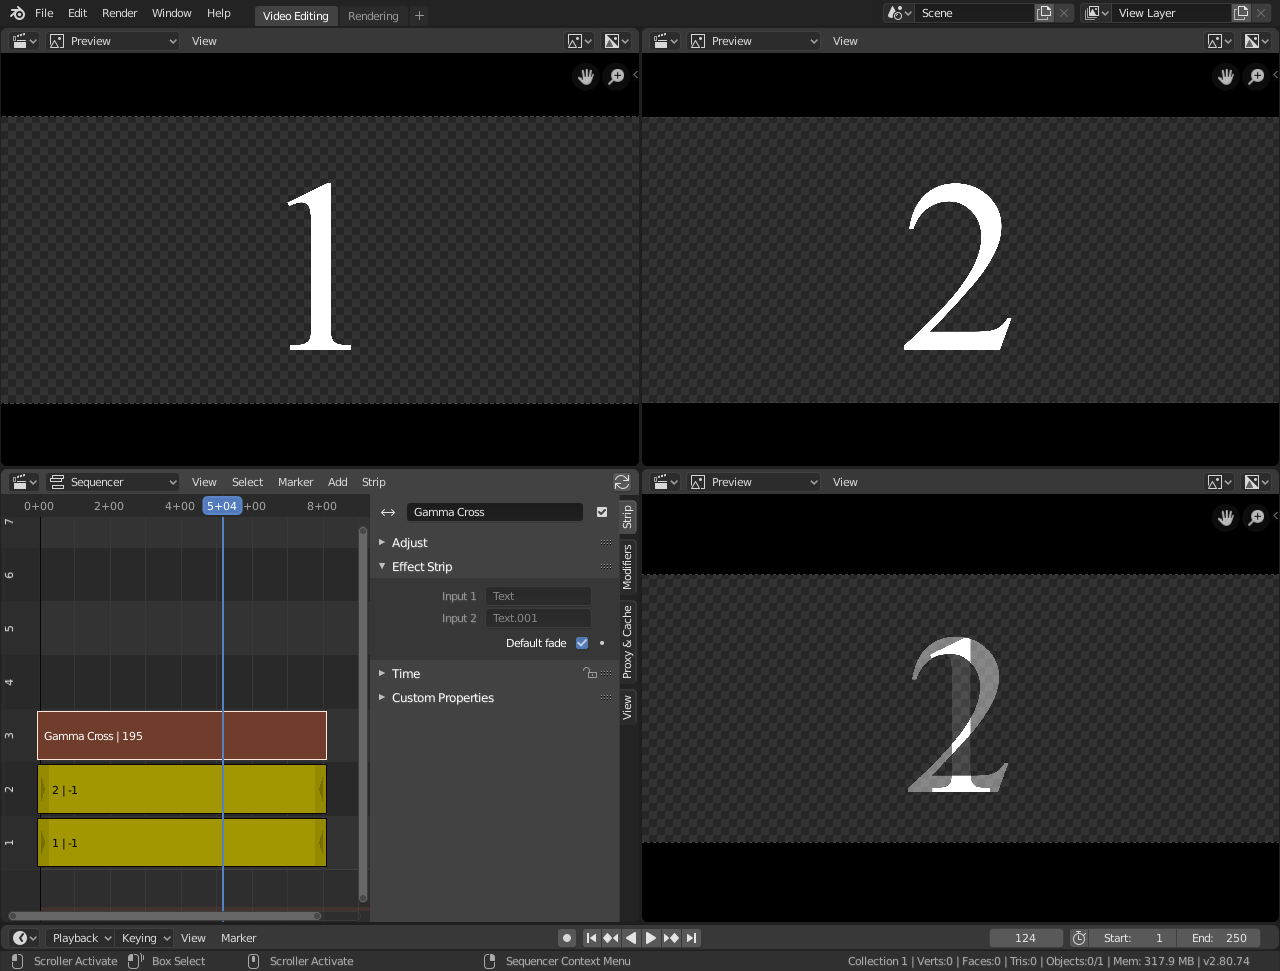 File Edit Render Window Help Video Editing Rendering + Scene View Layer
Preview View
Preview View
1
2
Sequencer View Select Marker Add Strip
0+00 2+00 4+00 5+04 +00 8+00
7
6
5
4
3
2
1
Gamma Cross | 195
2 | -1
1 | -1
Gamma Cross
Adjust
Effect Strip
Input 1 Text
Input 2 Text.001
Default fade
Time
Custom Properties
Strip
Modifiers
Proxy & Cache
View
Preview View
1
2
Playback Keying View Marker 124 Start: 1 End: 250
Scroller Activate Box Select Scroller Activate Sequencer Context Menu Collection 1 | Verts:0 | Faces:0 | Tris:0 | Objects:0/1 | Mem: 317.9 MB | v2.80.74